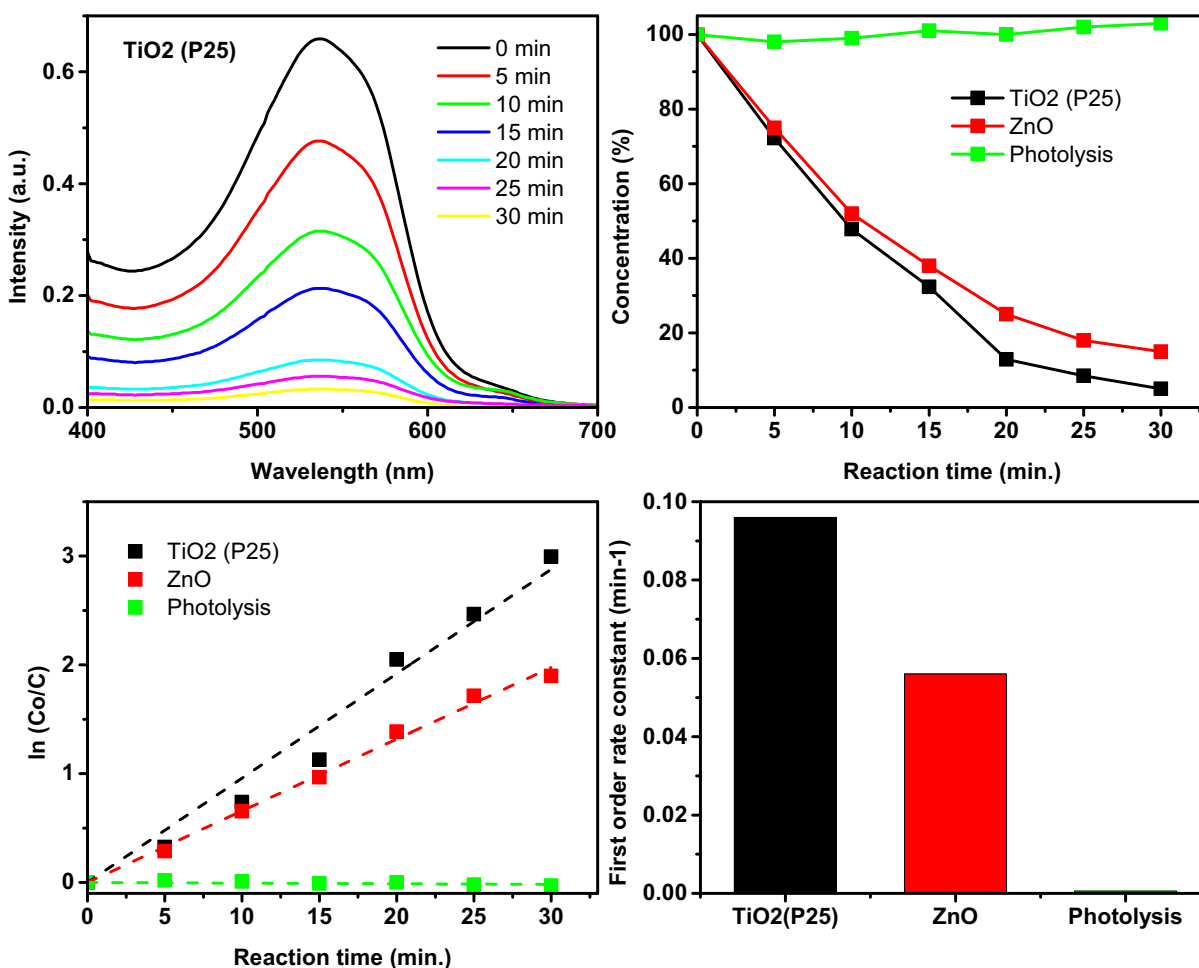 TiO2 (P25)
0 min
5 min
10 min
15 min
20 min
25 min
30 min
0.6
0.4
0.2
0.0
Intensity (a.u.)
400
500
600
700
Wavelength (nm)
100
80
60
40
20
0
Concentration (%)
TiO2 (P25)
ZnO
Photolysis
0
5
10
15
20
25
30
Reaction time (min.)
3
2
1
0
ln (Co/C)
TiO2 (P25)
ZnO
Photolysis
0
5
10
15
20
25
30
Reaction time (min.)
0.10
0.08
0.06
0.04
0.02
0.00
First order rate constant (min-1)
TiO2(P25)
ZnO
Photolysis